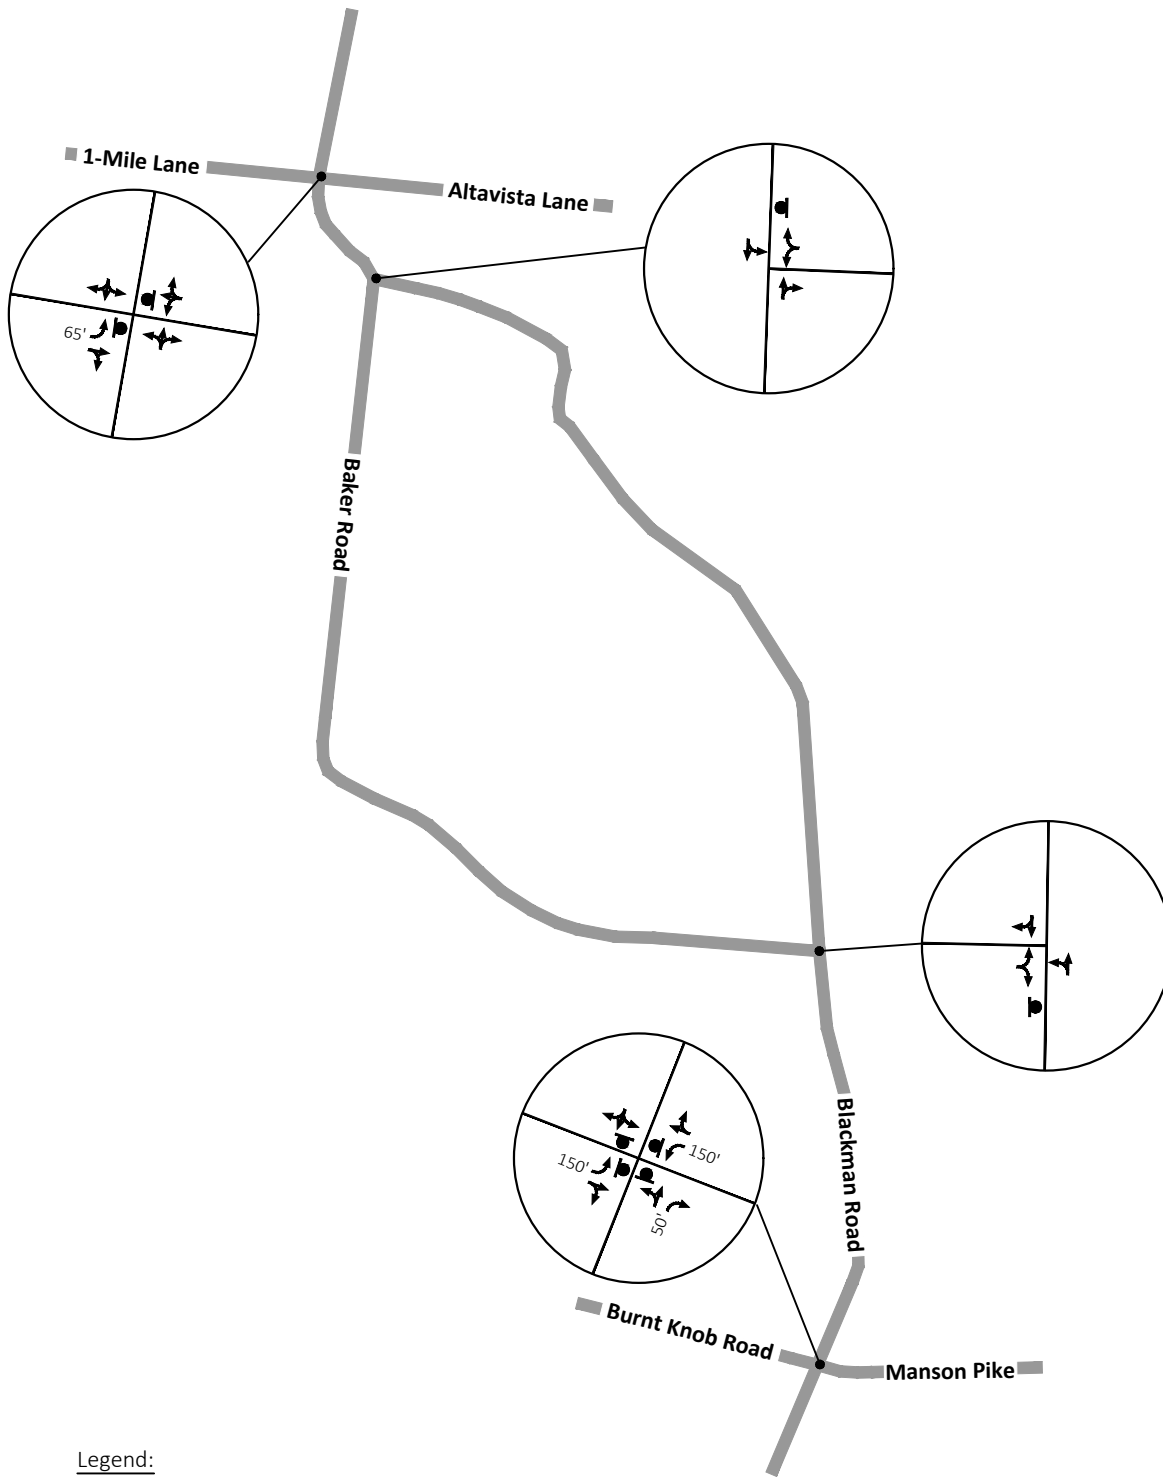 1-Mile Lane
Altavista Lane
65'
Baker Road
Blackman Road
150'
150'
50'
Burnt Knob Road
Manson Pike
Legend: